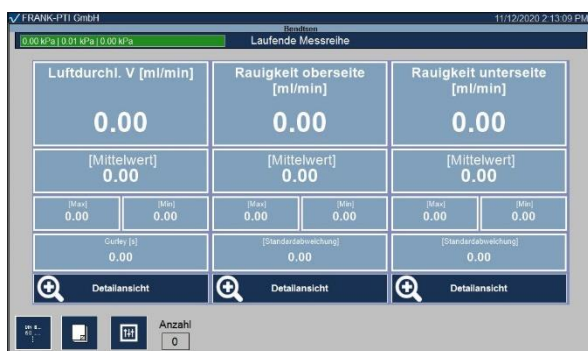 FRANK-PTI GmbH
11/12/2020 2:13:09 PM
Bendtsen
0.00 kPa | 0.01 kPa | 0.00 kPa
Laufende Messreihe
Luftdurchl. V [ml/min]
0.00
Rauigkeit oberseite
[ml/min]
0.00
Rauigkeit unterseite
[ml/min]
0.00
[Mittelwert]
0.00
[Mittelwert]
0.00
[Mittelwert]
0.00
[Max]
0.00
[Min]
0.00
[Max]
0.00
[Min]
0.00
[Max]
0.00
[Min]
0.00
Gurley [s]
0.00
[Standardabweichung]
0.00
[Standardabweichung]
0.00
Detailansicht
Detailansicht
Detailansicht
Anzahl
0